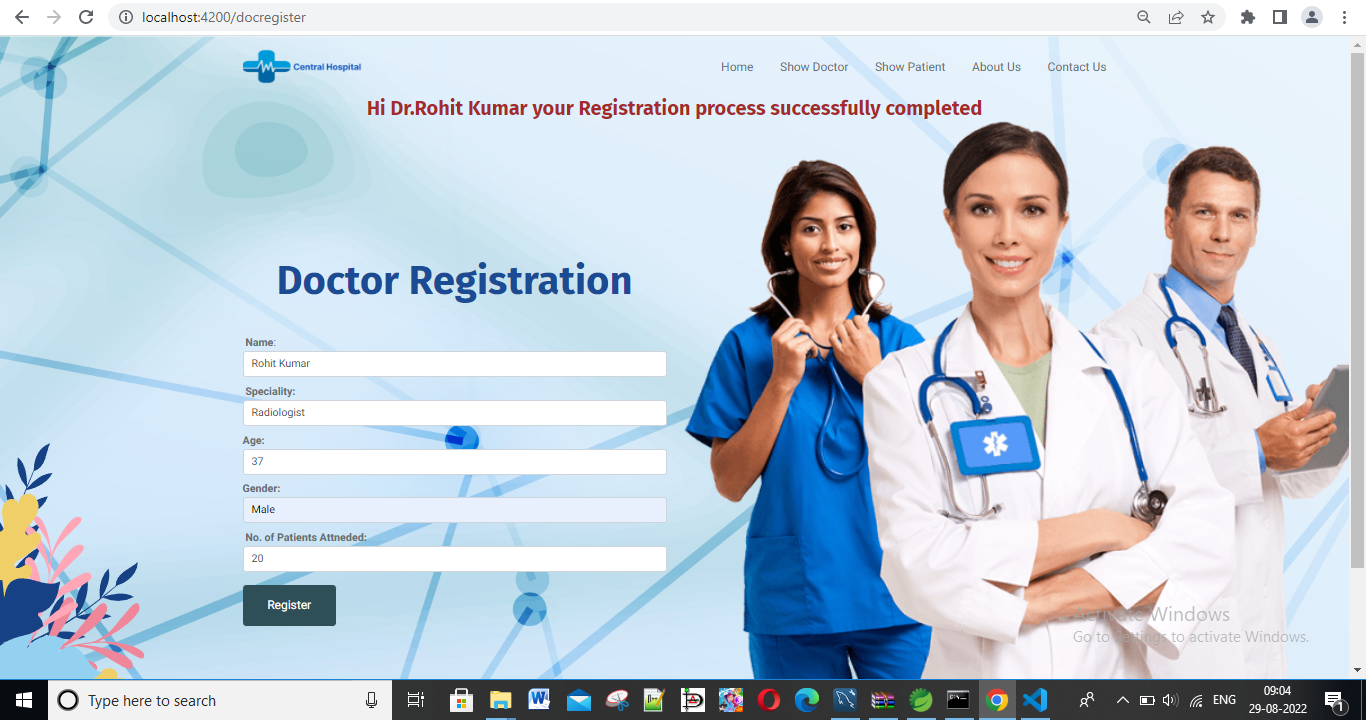 localhost:4200/docregister
Central Hospital
Home Show Doctor Show Patient About Us Contact Us
Hi Dr.Rohit Kumar your Registration process successfully completed
Doctor Registration
Name:
Rohit Kumar
Speciality:
Radiologist
Age:
37
Gender:
Male
No. of Patients Attneded:
20
Register
Activate Windows
Go to Settings to activate Windows.
Type here to search
ENG
09:04
29-08-2022
1